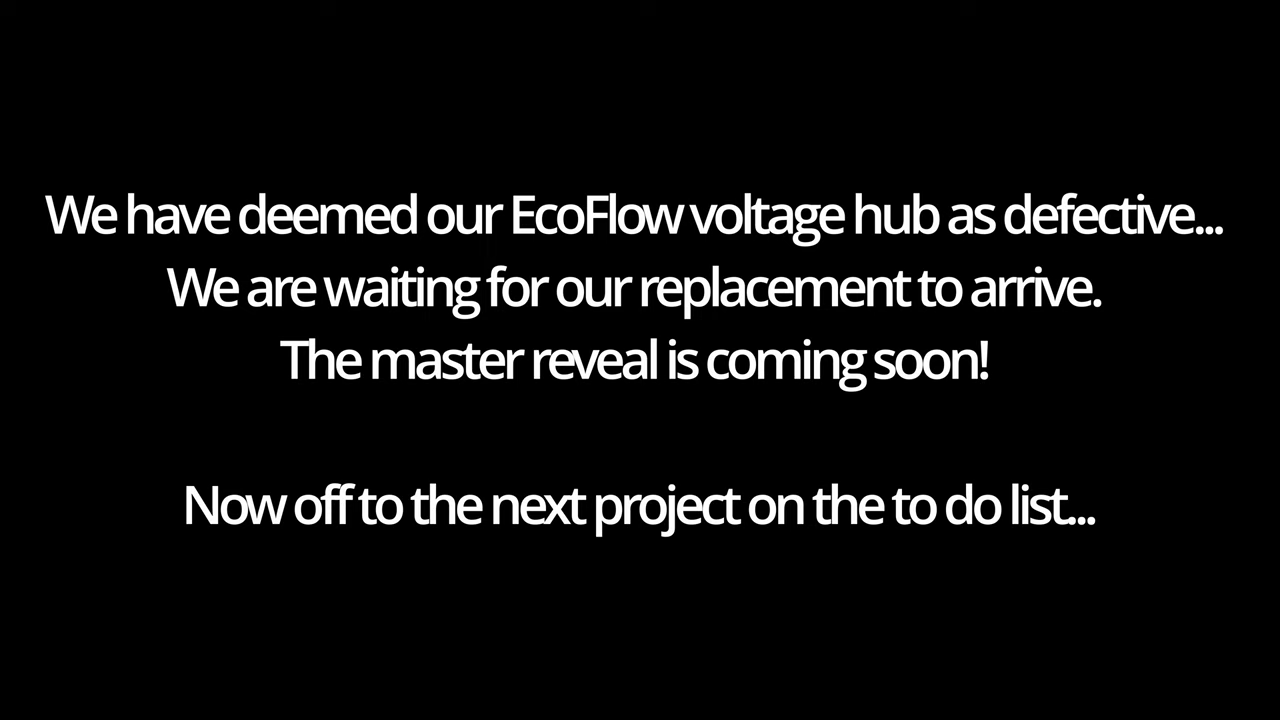 We have deemed our EcoFlow voltage hub as defective...
We are waiting for our replacement to arrive.
The master reveal is coming soon!
Now off to the next project on the to do list...